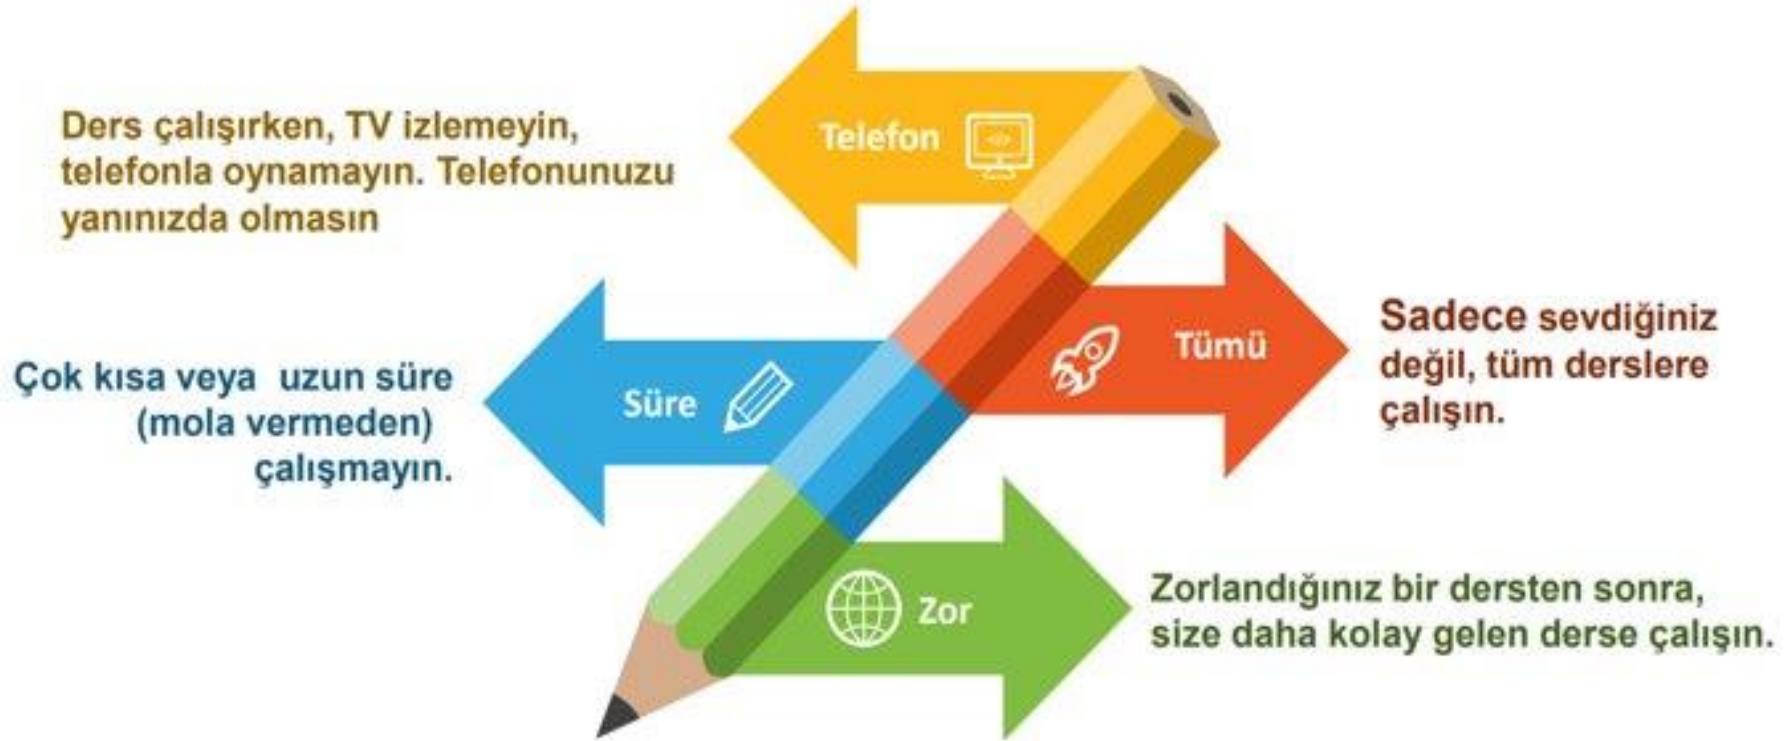 Telefon
Ders çalışırken, TV izlemeyin,
telefonla oynamayın. Telefonunuzu
yanınızda olmasın
Tümü
Sadece sevdiğiniz
değil, tüm derslere
çalışın.
Süre
Çok kısa veya uzun süre
(mola vermeden)
çalışmayın.
Zor
Zorlandığınız bir dersten sonra,
size daha kolay gelen derse çalışın.